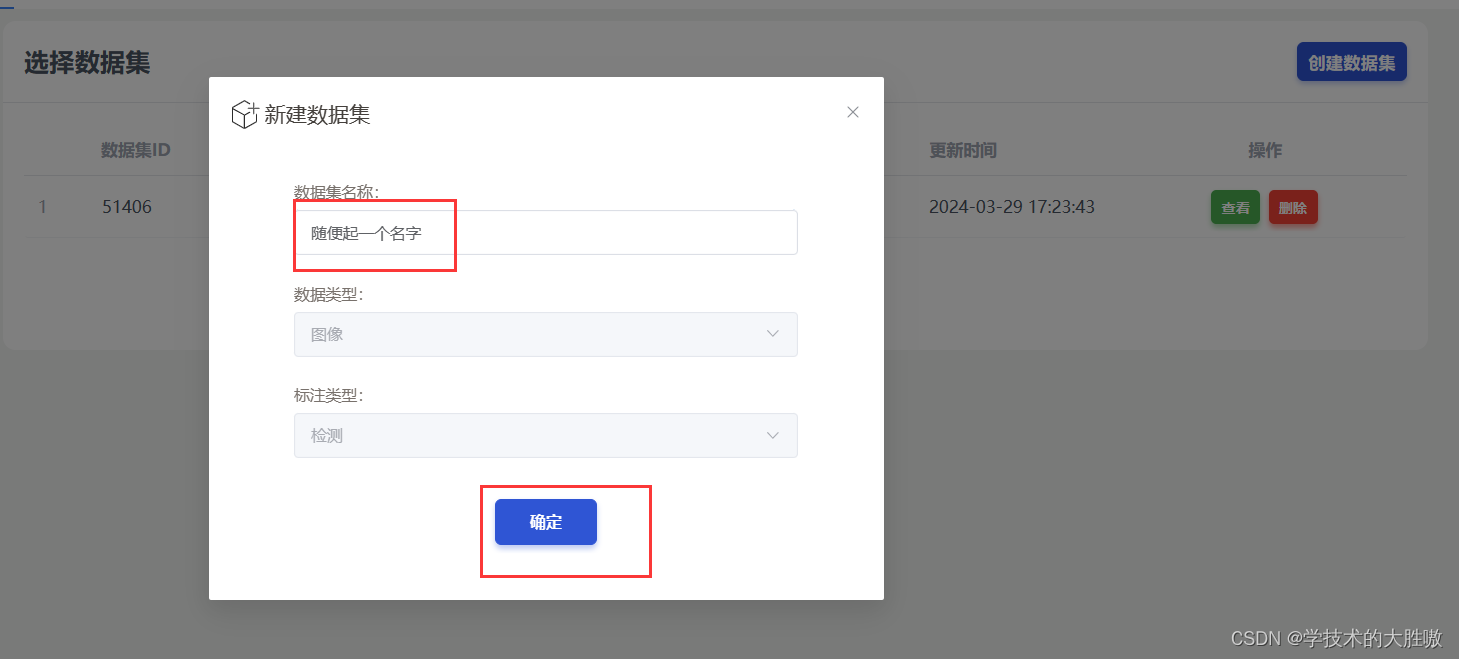 选择数据集
创建数据集
新建数据集
数据集ID
更新时间
操作
1
51406
2024-03-29 17:23:43
查看
删除
数据集名称:
随便起一个名字
数据类型:
图像
标注类型:
检测
确定
CSDN @学技术的大胜嗷